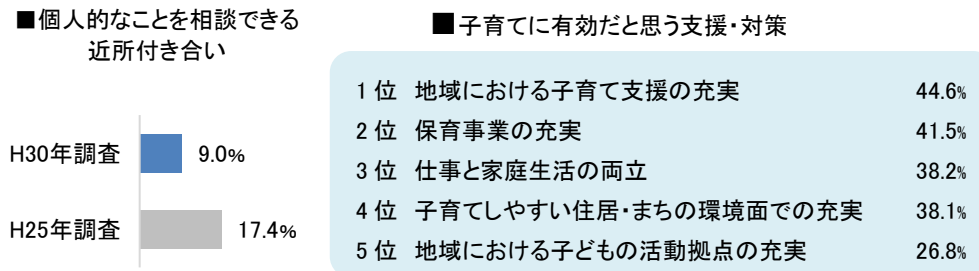 ■個人的なことを相談できる
近所付き合い
H30年調査 9.0%
H25年調査 17.4%
■子育てに有効だと思う支援・対策
1位 地域における子育て支援の充実 44.6%
2位 保育事業の充実 41.5%
3位 仕事と家庭生活の両立 38.2%
4位 子育てしやすい住居・まちの環境面での充実 38.1%
5位 地域における子どもの活動拠点の充実 26.8%